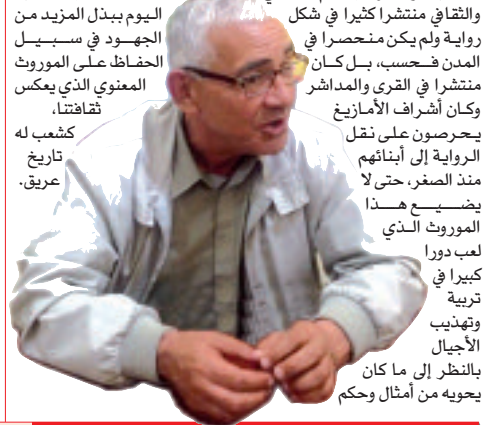 والثقافي منتشرا كثيرا في شكل
رواية ولم يكن منحصرا في
المدن فحسب، بل كان
منتشرا في القرى والمداشر
وكان أشراف الأمازيغ
يحرصون على نقل
الرواية إلى أبنائهم
منذ الصغر، حتى لا
يضيع هذا
الموروث الذي
لعب دورا
كبيرا في
تربية
وتهذيب
الأجيال
بالنظر إلى ما كان
يحويه من أمثال وحكم
اليوم ببذل المزيد من
الجهود في سبيل
الحفاظ على الموروث
المعنوي الذي يعكس
ثقافتنا،
كشعب له
تاريخ
عريق.